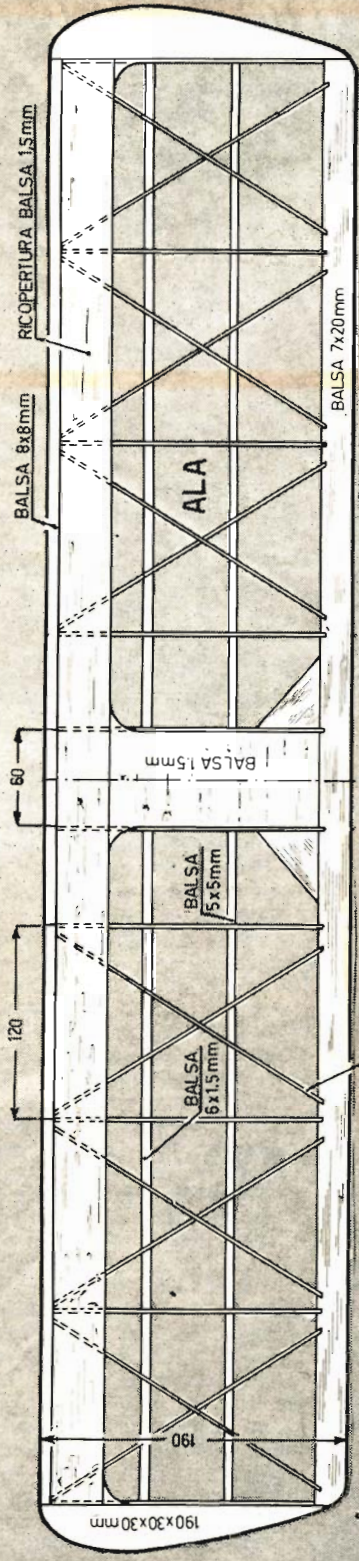 RICOPERTURA BALSA 1,5mm
BALSA 8x8mm
60
120
190
190x30x30mm
BALSA
6x1.5mm
BALSA
5x5mm
BALSA 1.5mm
ALA
BALSA 7x20mm